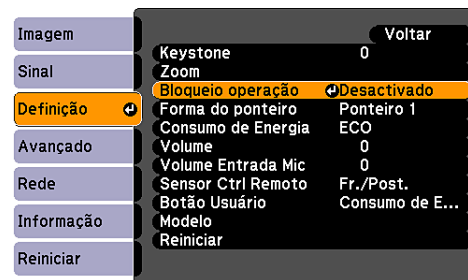 Imagem
Sinal
Definição
Avançado
Rede
Informação
Reiniciar
Voltar
Keystone 0
Zoom
Bloqueio operação Desactivado
Forma do ponteiro Ponteiro 1
Consumo de Energia ECO
Volume 0
Volume Entrada Mic 0
Sensor Ctrl Remoto Fr./Post.
Botão Usuário Consumo de E...
Modelo
Reiniciar